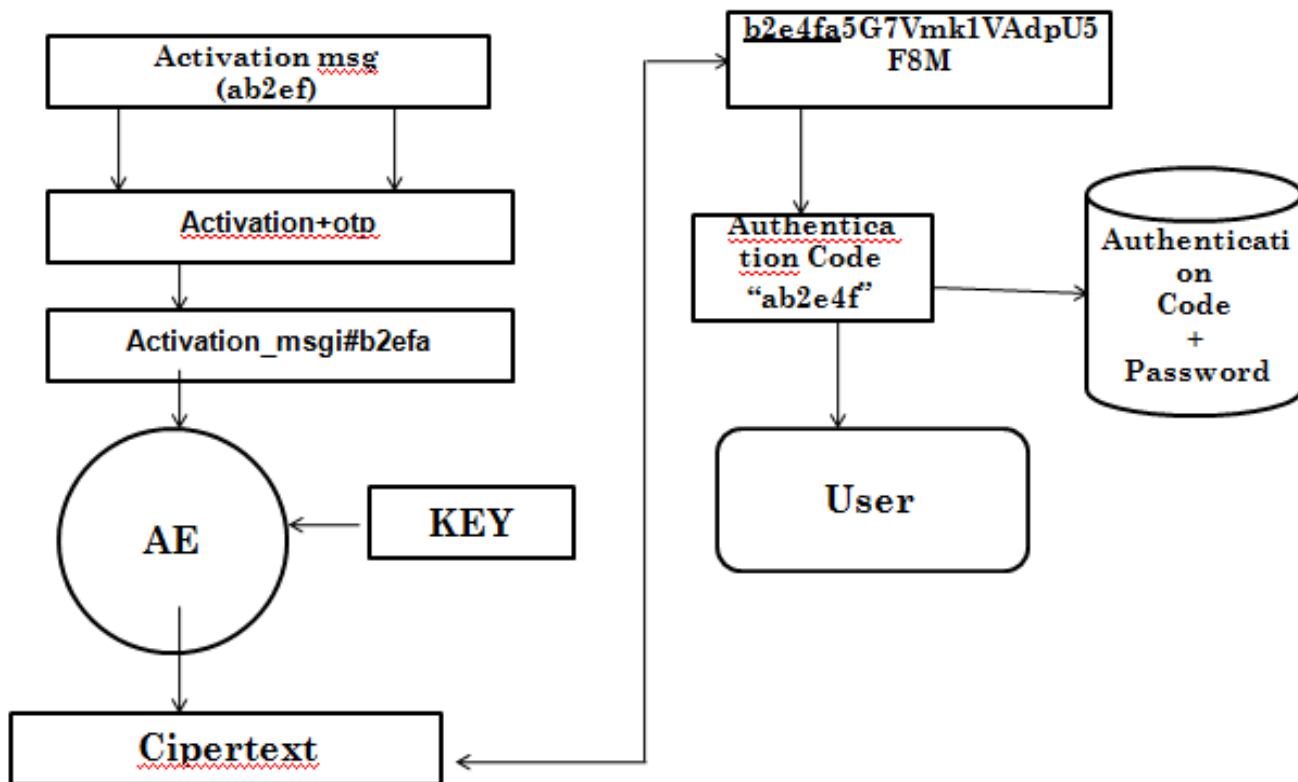 Activation msg
(ab2ef)
Activation+otp
Activation_msgi#b2efa
AE
KEY
Cipertext
b2e4fa5G7Vmk1VAdpU5
F8M
Authentica
tion Code
“ab2e4f”
User
Authenticati
on
Code
+
Password